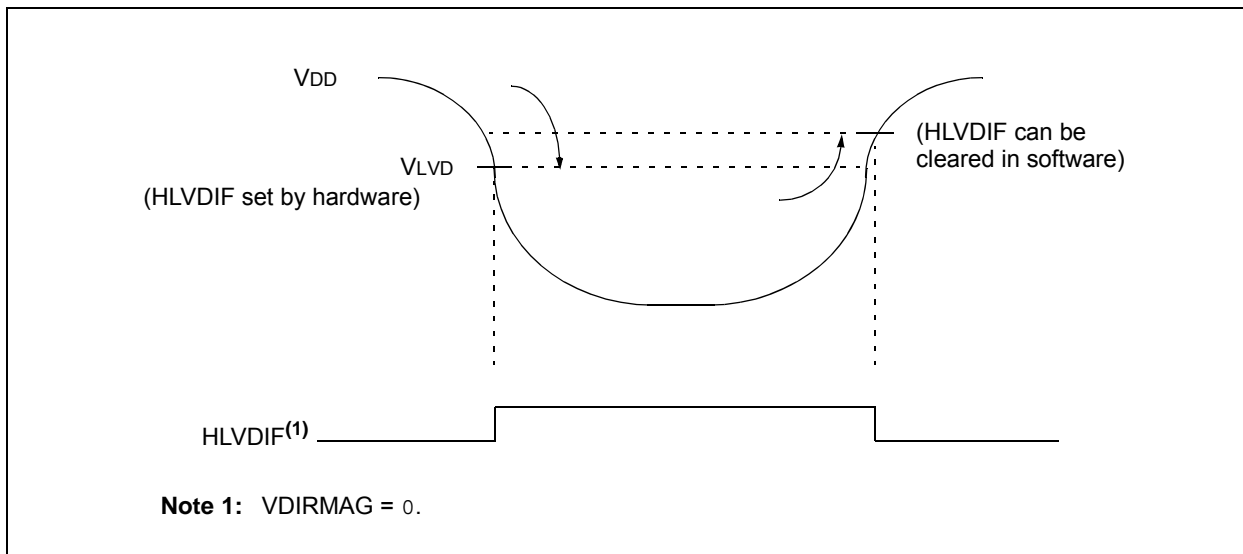 VDD
(HLVDIF can be
cleared in software)
VLVD
(HLVDIF set by hardware)
HLVDIF(1)
Note 1: VDIRMAG = 0.